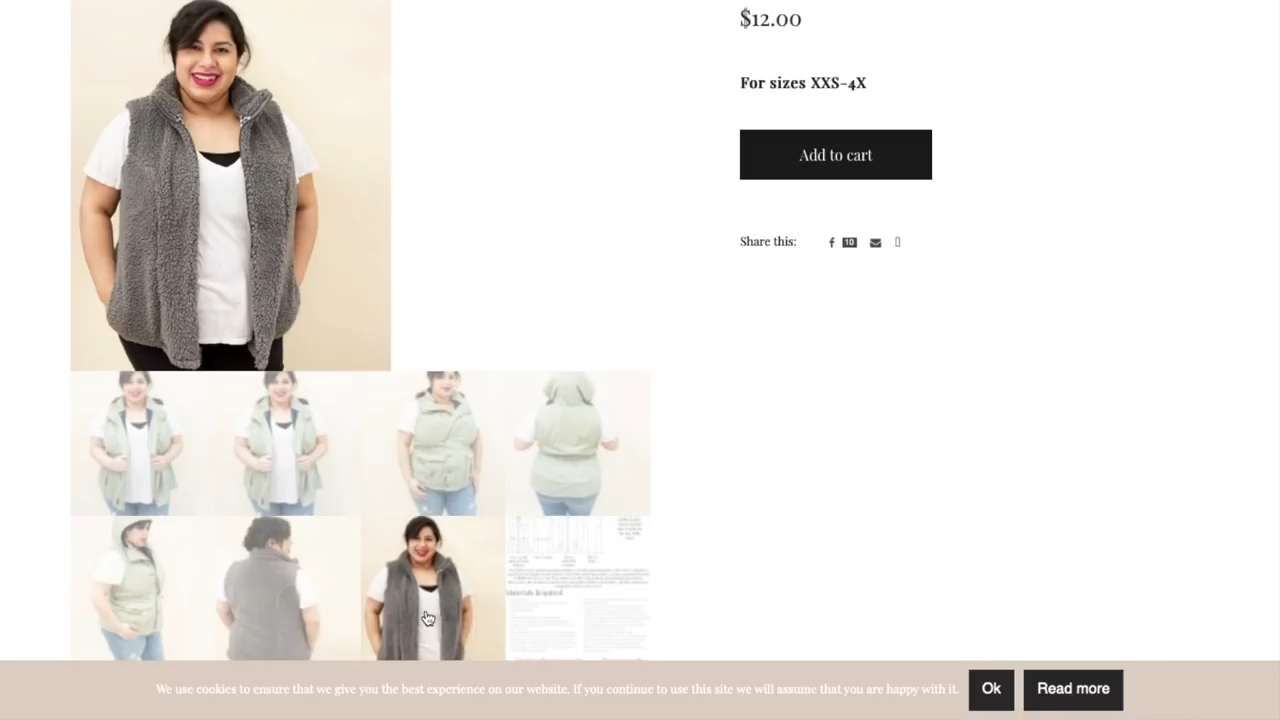 $12.00
For sizes XXS-4X
Add to cart
Share this:
10
Materials Required
We use cookies to ensure that we give you the best experience on our website. If you continue to use this site we will assume that you are happy with it.
Ok
Read more